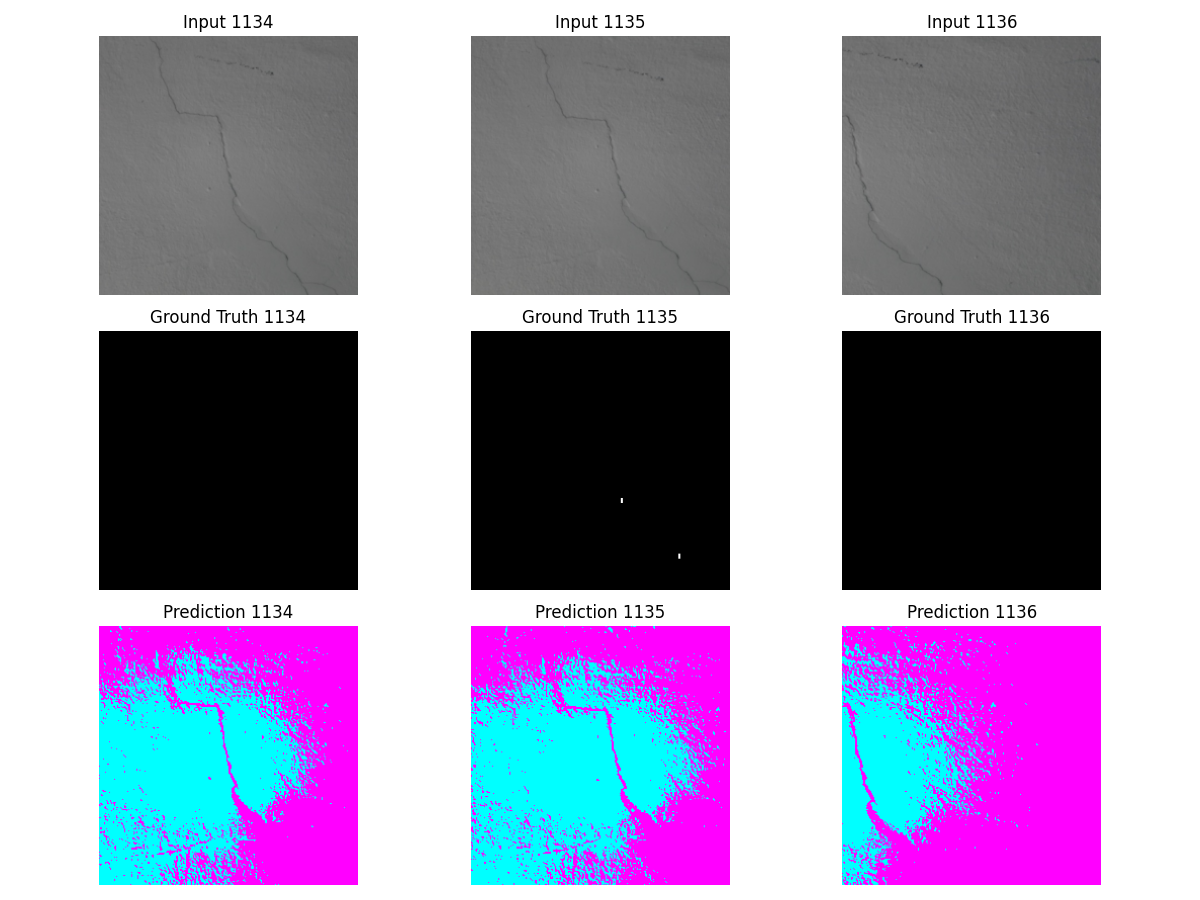 Input 1134
Input 1135
Input 1136
Ground Truth 1134
Ground Truth 1135
Ground Truth 1136
Prediction 1134
Prediction 1135
Prediction 1136